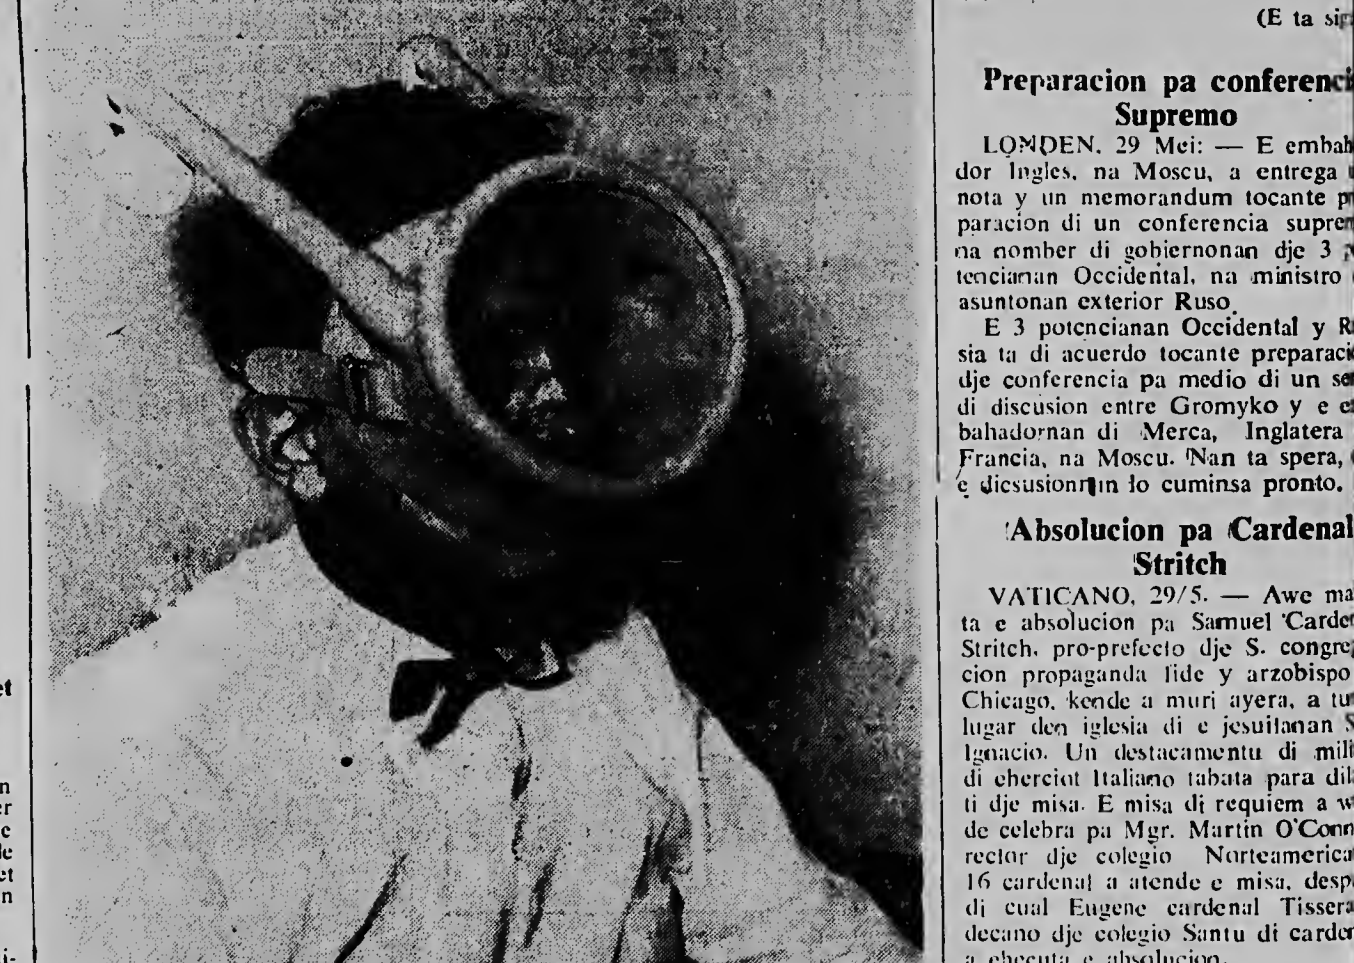 et
n
er
e
le
et
n
i-
(E ta
Preparacion pa conferenci
Supremo
LONDEN, 29 Mei: — E embah
dor Ingles, na Moscu, a entrega
nota y un memorandum tocante
paracion di un conferencia suprem
na nomber di gobiernonan dje 3
tencianan Occidental, na ministro
asuntonan exterior Ruso.
E 3 potencianan Occidental y R
sia ta di acuerdo tocante preparaci
dje conferencia pa medio di un se
di discusion entre Gromyko y e
bahadornan di Merca, Inglatera
Francia, na Moscu. Nan ta spera,
e dicsusionnan lo cuminsa pronto.
Absolucion pa Cardenal
Stritch
VATICANO, 29/5. — Awe ma
ta e absolucion pa Samuel Carde
Stritch, pro-prefecto dje S. congre
cion propaganda fide y arzobispo
Chicago, kende a muri ayera, a tu
lugar den iglesia di e jesuitanan S
Ignacio. Un destacamentu di mili
di eherciot Italiano tabata para dil
ti dje misa. E misa di requiem a w
de celebra pa Mgr. Martin O'Conn
rector dje colegio Norteamerica
16 cardenal a atende e misa, desp
di cual Eugene cardenal Tissera
decano dje colegio Santu di carde
a ehecuta e absolucion.